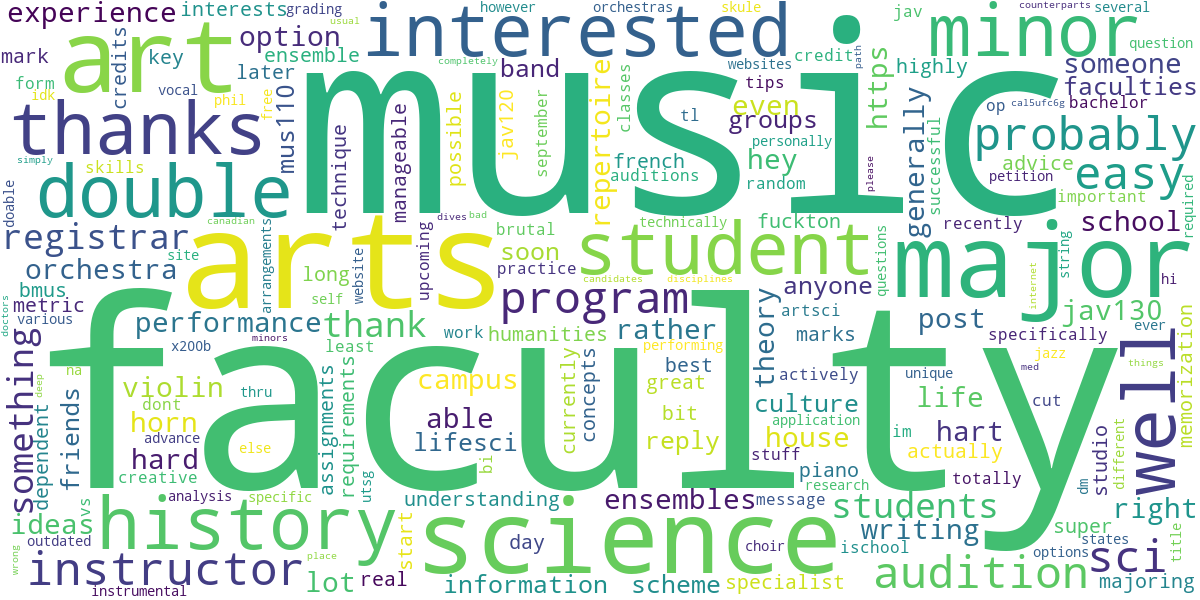 experience
interests
grading
however
orchestras
skule
jav
counterparts
several
mark
art
option
interested
minor
question
form
key
later
ensemble
completely
band
websites
credit
path
highly
someone
idk
credits
vocal
phil
free
possible
jav120
tips
even
https
op
cal5ufc6g
bachelor
faculties
thanks
mus110
music
classes
tl
groups
personally
generally
successful
probably
simply
skills
technique
manageable
september
repertoire
french
hey
please
petition
advice
doable
double
auditions
random
easy
important
required
canadian
dives
bad
brutal
technically
fuckton
recently
school
registrar
arts
student
major
string
site
arrangements
website
upcoming
soon
practice
candidates
disciplines
questions
internet
hi
orchestra
long
program
anyone
bmus
self
artsci
jav130
memorization
doctors
metric
various
performance
thank
work
humanities
rather
theory
marks
post
specifically
ever
x200b
minors
least
performing
faculty
best
actively
unique
jazz
med
well
things
something
na
deep
violin
thru
campus
currently
concepts
great
culture
life
cut
friends
dont
horn
able
bit
application
house
im
hart
dependent
advance
else
assignments
requirements
lifesci
bi
reply
stuff
actually
studio
different
hard
creative
piano
totally
dm
utsg
analysis
specific
understanding
ensembles
message
research
students
right
ideas
vs
history
start
science
writing
super
wrong
outdated
place
day
choir
ischool
options
states
title
sci
instructor
lot
real
information
scheme
specialist
audition
majoring
instrumental
usual